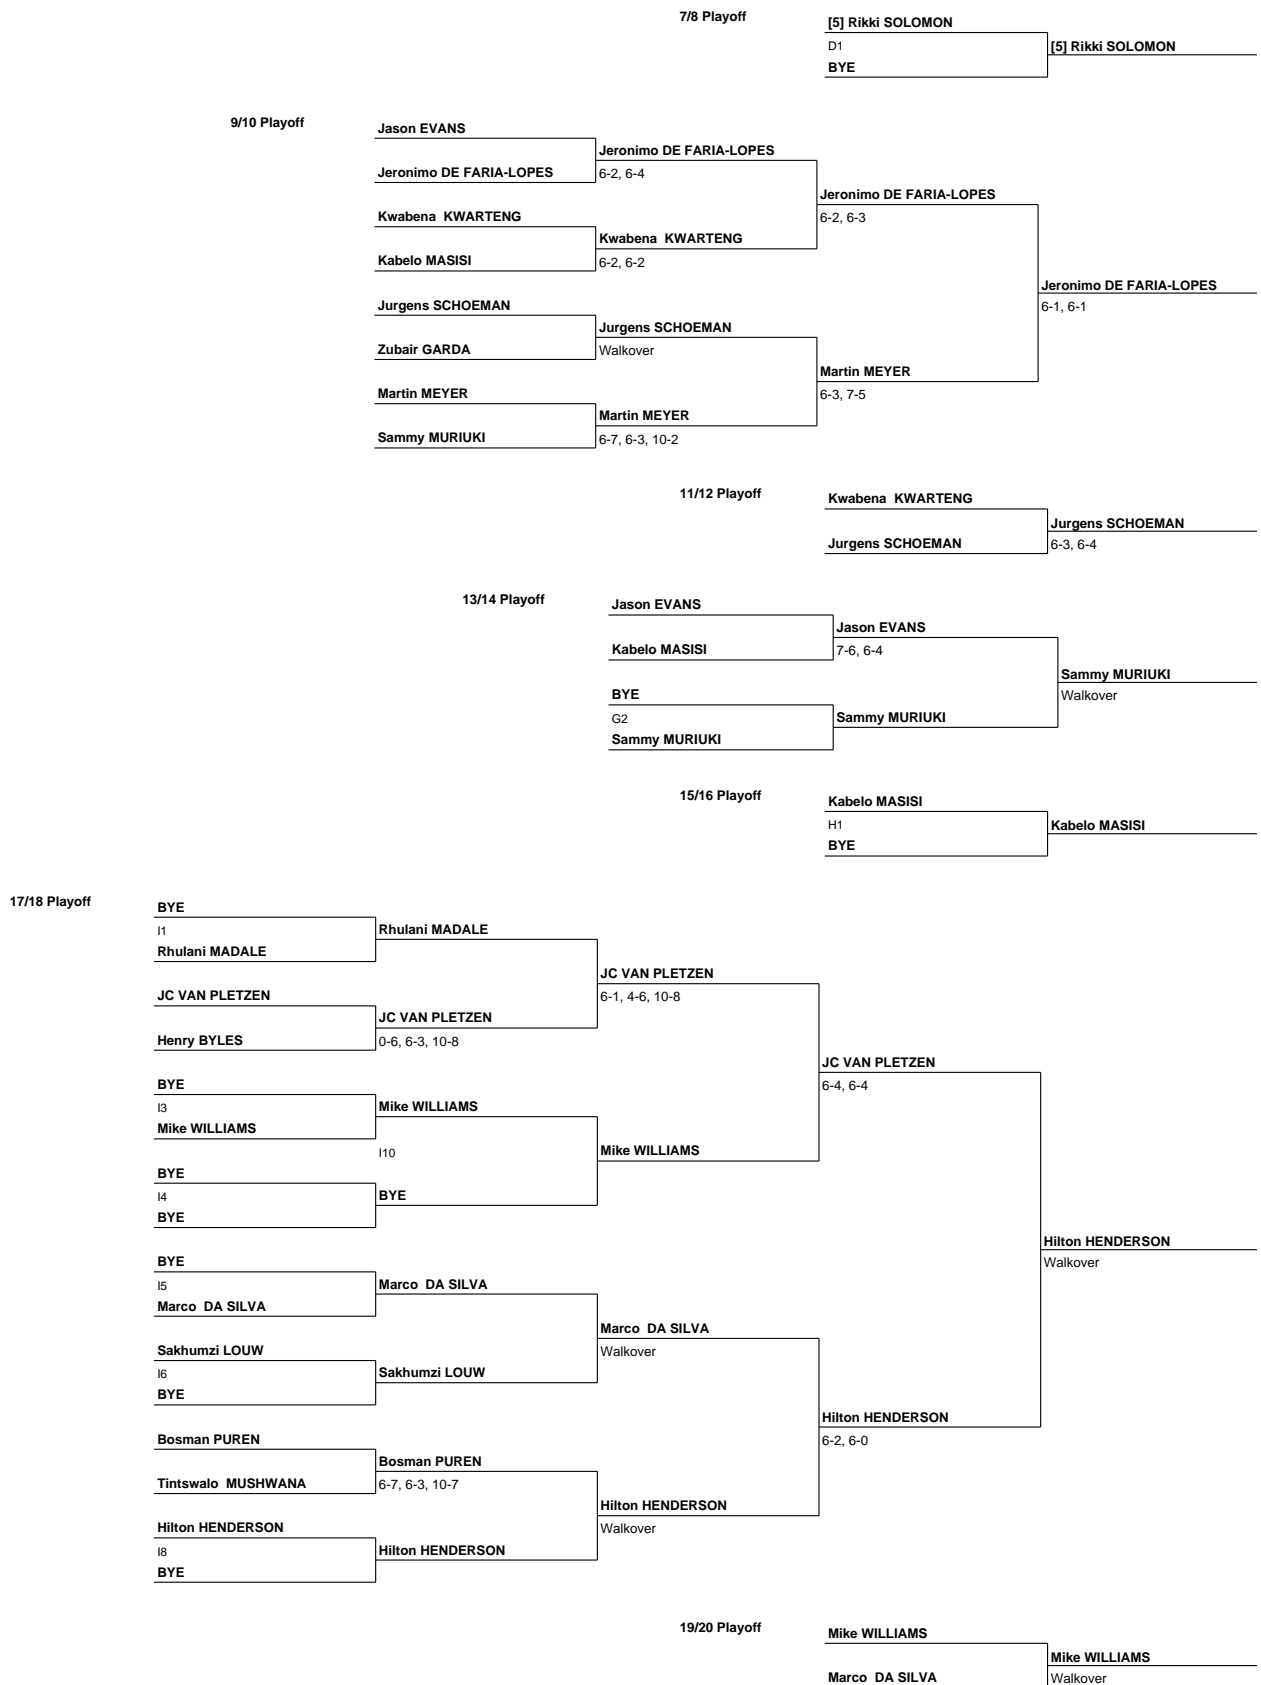 7/8 Playoff
[5] Rikki SOLOMON
D1
[5] Rikki SOLOMON
BYE
9/10 Playoff
Jason EVANS
Jeronimo DE FARIA-LOPES
Jeronimo DE FARIA-LOPES
6-2, 6-4
Jeronimo DE FARIA-LOPES
6-2, 6-3
Kwabena KWARTENG
Kwabena KWARTENG
Kabelo MASISI
6-2, 6-2
Jeronimo DE FARIA-LOPES
6-1, 6-1
Jurgens SCHOEMAN
Jurgens SCHOEMAN
Zubair GARDA
Walkover
Martin MEYER
6-3, 7-5
Martin MEYER
Martin MEYER
Sammy MURIUKI
6-7, 6-3, 10-2
11/12 Playoff
Kwabena KWARTENG
Jurgens SCHOEMAN
Jurgens SCHOEMAN
6-3, 6-4
13/14 Playoff
Jason EVANS
Jason EVANS
Kabelo MASISI
7-6, 6-4
Sammy MURIUKI
Walkover
BYE
G2
Sammy MURIUKI
Sammy MURIUKI
15/16 Playoff
Kabelo MASISI
H1
Kabelo MASISI
BYE
17/18 Playoff
BYE
I1
Rhulani MADALE
Rhulani MADALE
JC VAN PLETZEN
6-1, 4-6, 10-8
JC VAN PLETZEN
JC VAN PLETZEN
Henry BYLES
0-6, 6-3, 10-8
JC VAN PLETZEN
6-4, 6-4
BYE
I3
Mike WILLIAMS
Mike WILLIAMS
I10
Mike WILLIAMS
BYE
I4
BYE
BYE
Hilton HENDERSON
Walkover
BYE
I5
Marco DA SILVA
Marco DA SILVA
Marco DA SILVA
Walkover
Sakhumzi LOUW
I6
Sakhumzi LOUW
BYE
Hilton HENDERSON
6-2, 6-0
Bosman PUREN
Bosman PUREN
Tintswalo MUSHWANA
6-7, 6-3, 10-7
Hilton HENDERSON
Walkover
Hilton HENDERSON
I8
Hilton HENDERSON
BYE
19/20 Playoff
Mike WILLIAMS
Mike WILLIAMS
Marco DA SILVA
Walkover